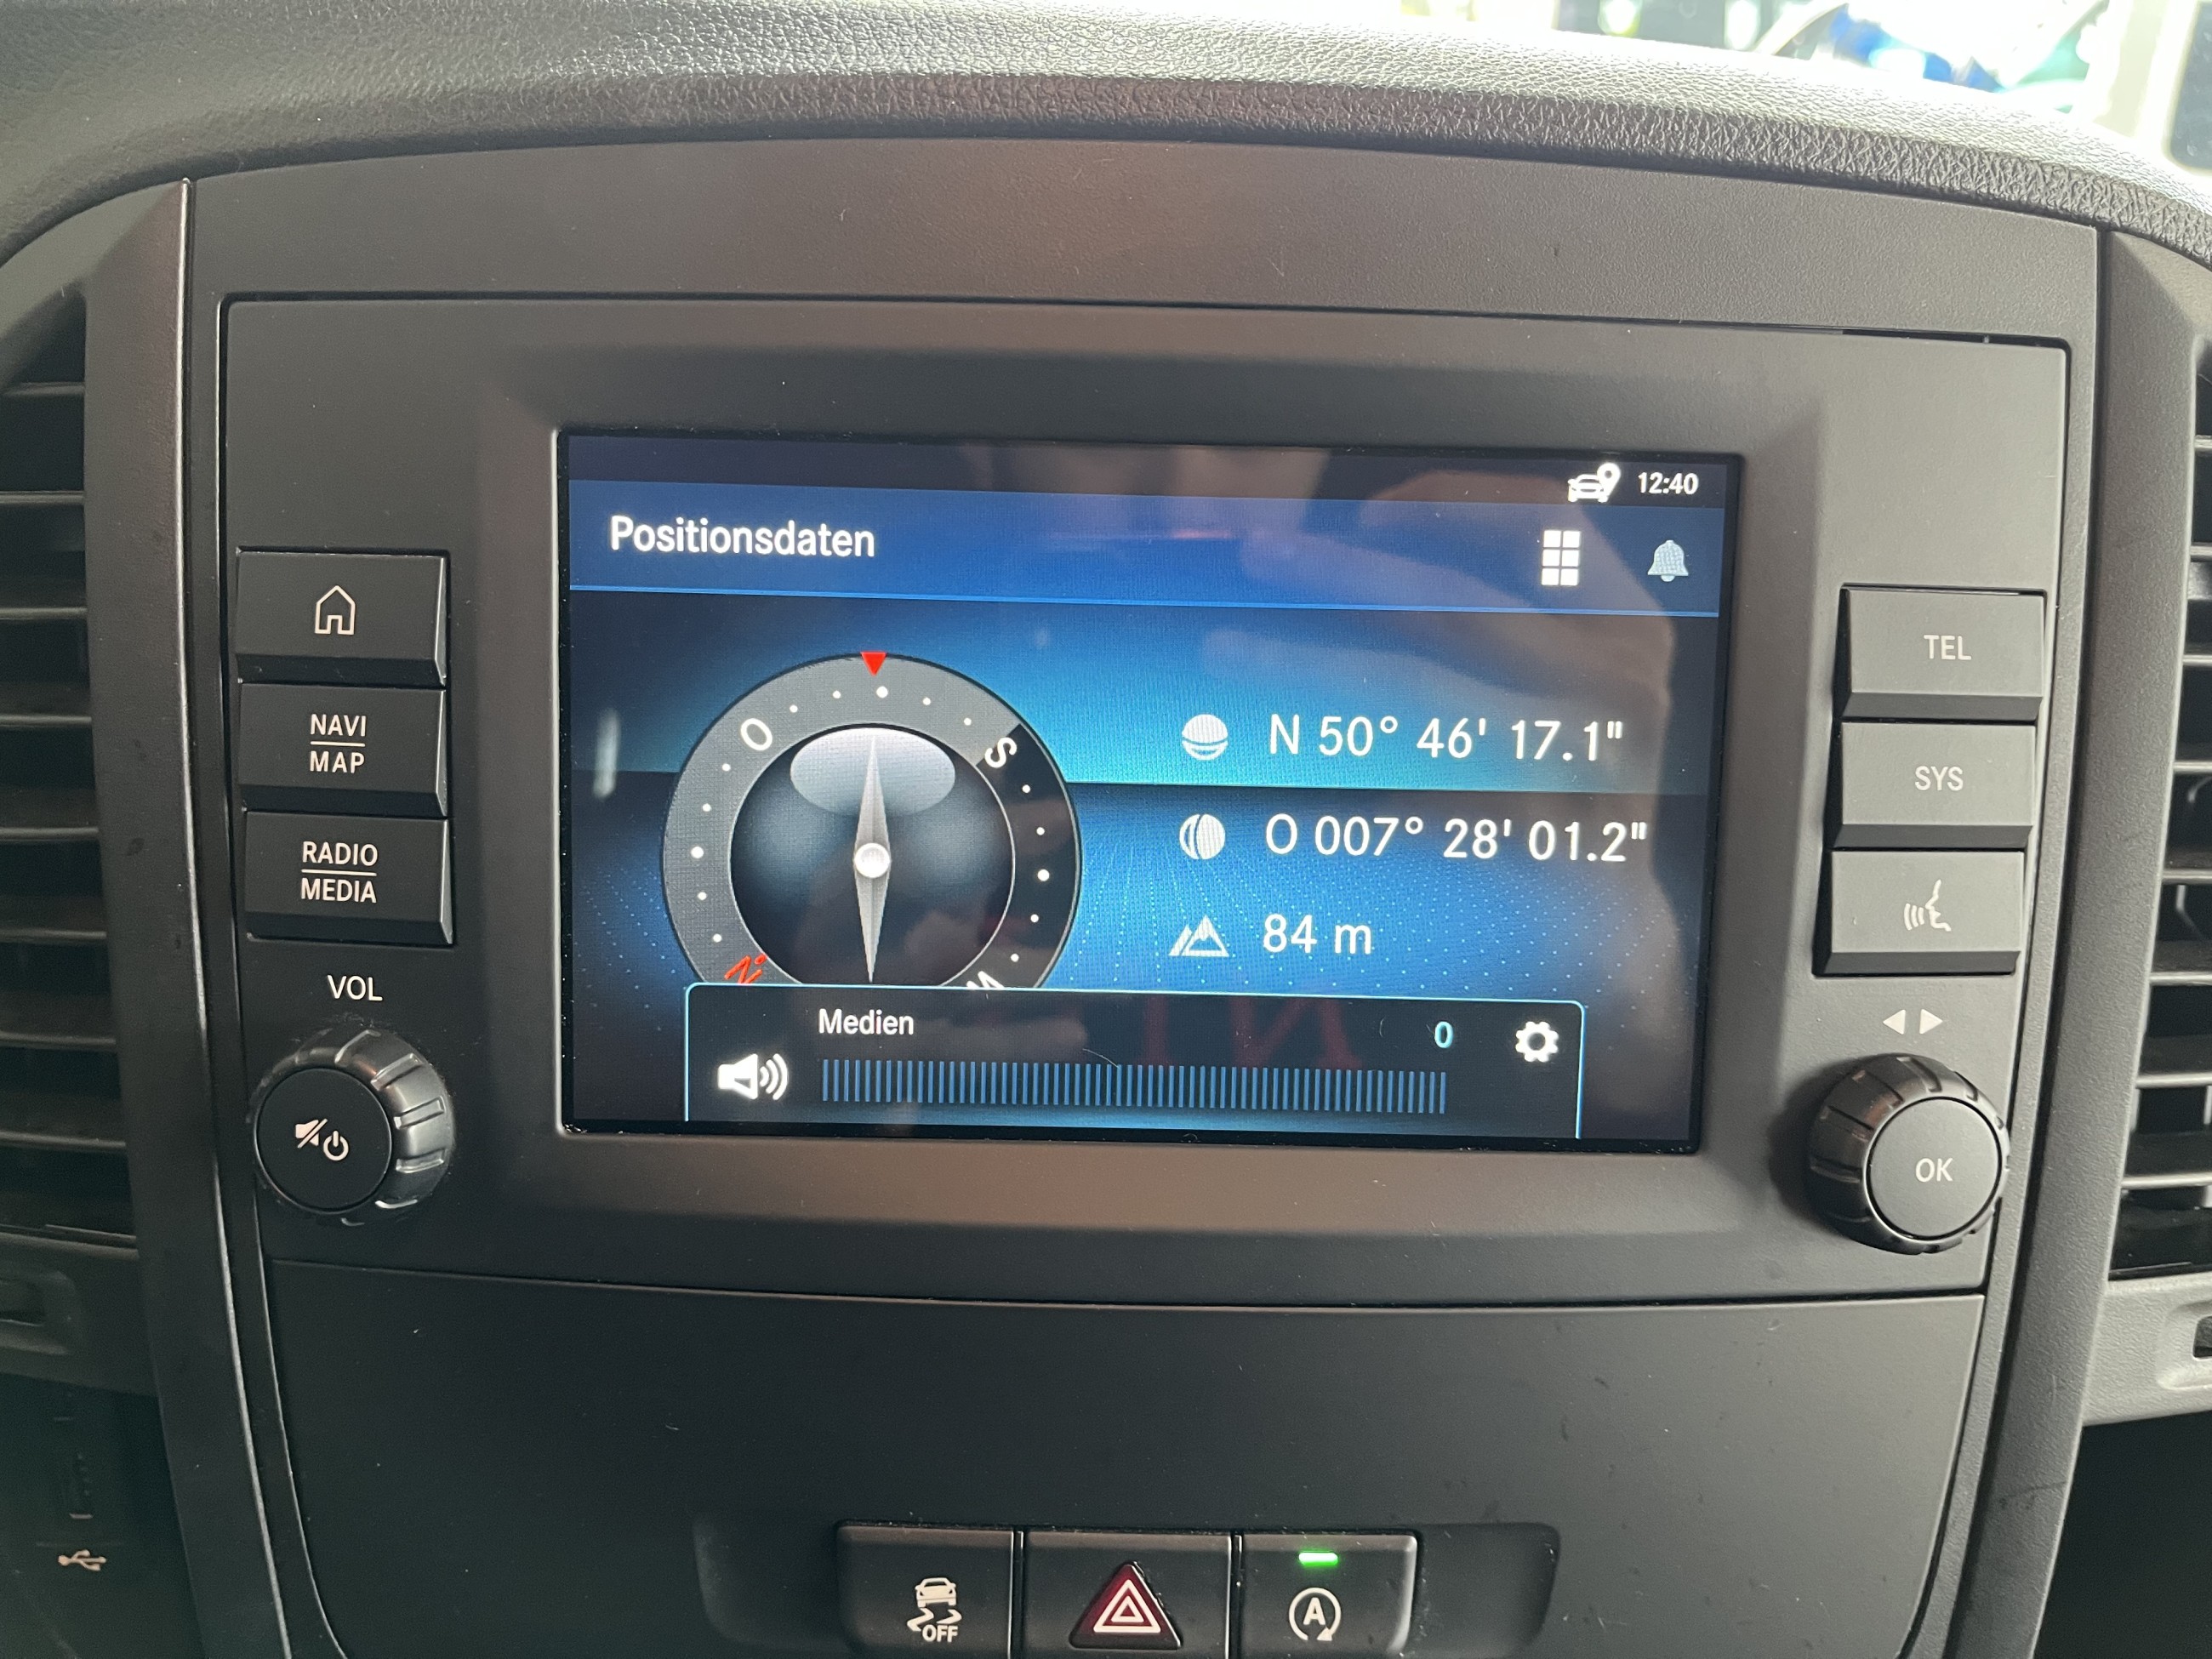 12:40
Positionsdaten
O
S
N
W
N 50° 46' 17.1"
O 007° 28' 01.2"
84 m
Medien
0
NAVI
MAP
RADIO
MEDIA
VOL
TEL
SYS
OK
OFF
A